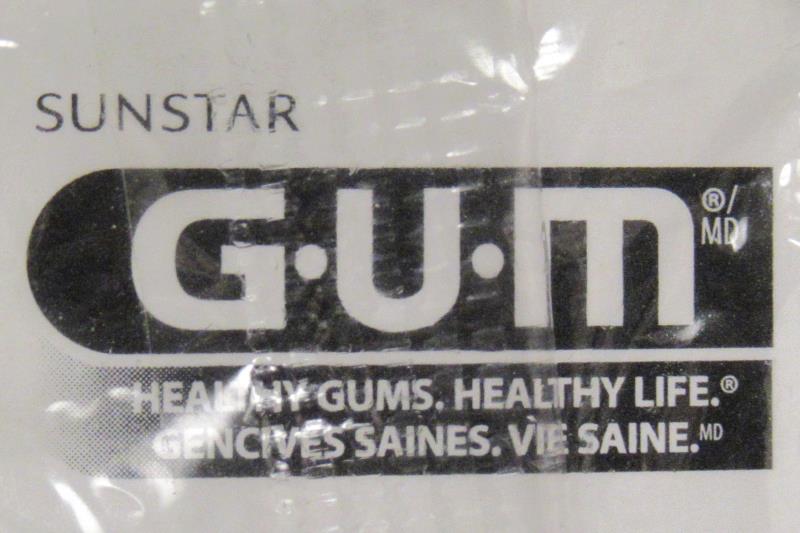 SUNSTAR
G·U·M®/MD
HEALTHY GUMS. HEALTHY LIFE.®
GENCIVES SAINES. VIE SAINE.MD